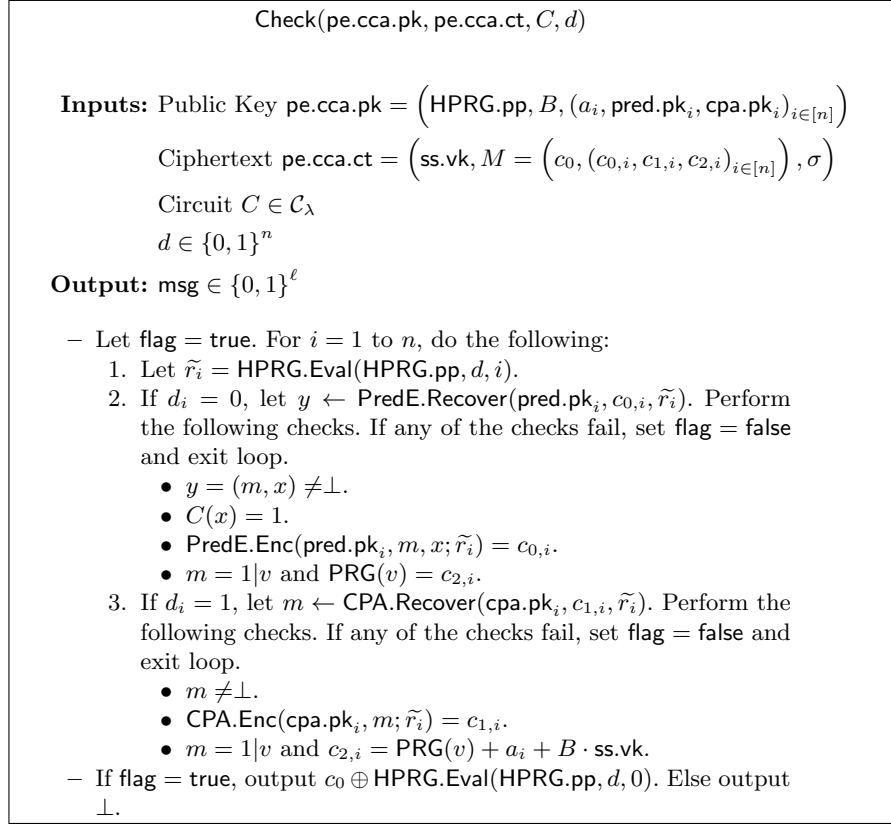 Check(pe.cca.pk, pe.cca.ct, C, d)
Inputs: Public Key pe.cca.pk = (HPRG.pp, B, (a_i, pred.pk_i, cpa.pk_i)_{i∈[n]})
Ciphertext pe.cca.ct = (ss.vk, M = (c_0, (c_{0,i}, c_{1,i}, c_{2,i})_{i∈[n]}), σ)
Circuit C ∈ 𝒞_λ
d ∈ {0, 1}^n
Output: msg ∈ {0, 1}^ℓ
– Let flag = true. For i = 1 to n, do the following:
1. Let r̃_i = HPRG.Eval(HPRG.pp, d, i).
2. If d_i = 0, let y ← PredE.Recover(pred.pk_i, c_{0,i}, r̃_i). Perform
the following checks. If any of the checks fail, set flag = false
and exit loop.
• y = (m, x) ≠⊥.
• C(x) = 1.
• PredE.Enc(pred.pk_i, m, x; r̃_i) = c_{0,i}.
• m = 1|v and PRG(v) = c_{2,i}.
3. If d_i = 1, let m ← CPA.Recover(cpa.pk_i, c_{1,i}, r̃_i). Perform the
following checks. If any of the checks fail, set flag = false and
exit loop.
• m ≠⊥.
• CPA.Enc(cpa.pk_i, m; r̃_i) = c_{1,i}.
• m = 1|v and c_{2,i} = PRG(v) + a_i + B · ss.vk.
– If flag = true, output c_0 ⊕ HPRG.Eval(HPRG.pp, d, 0). Else output
⊥.